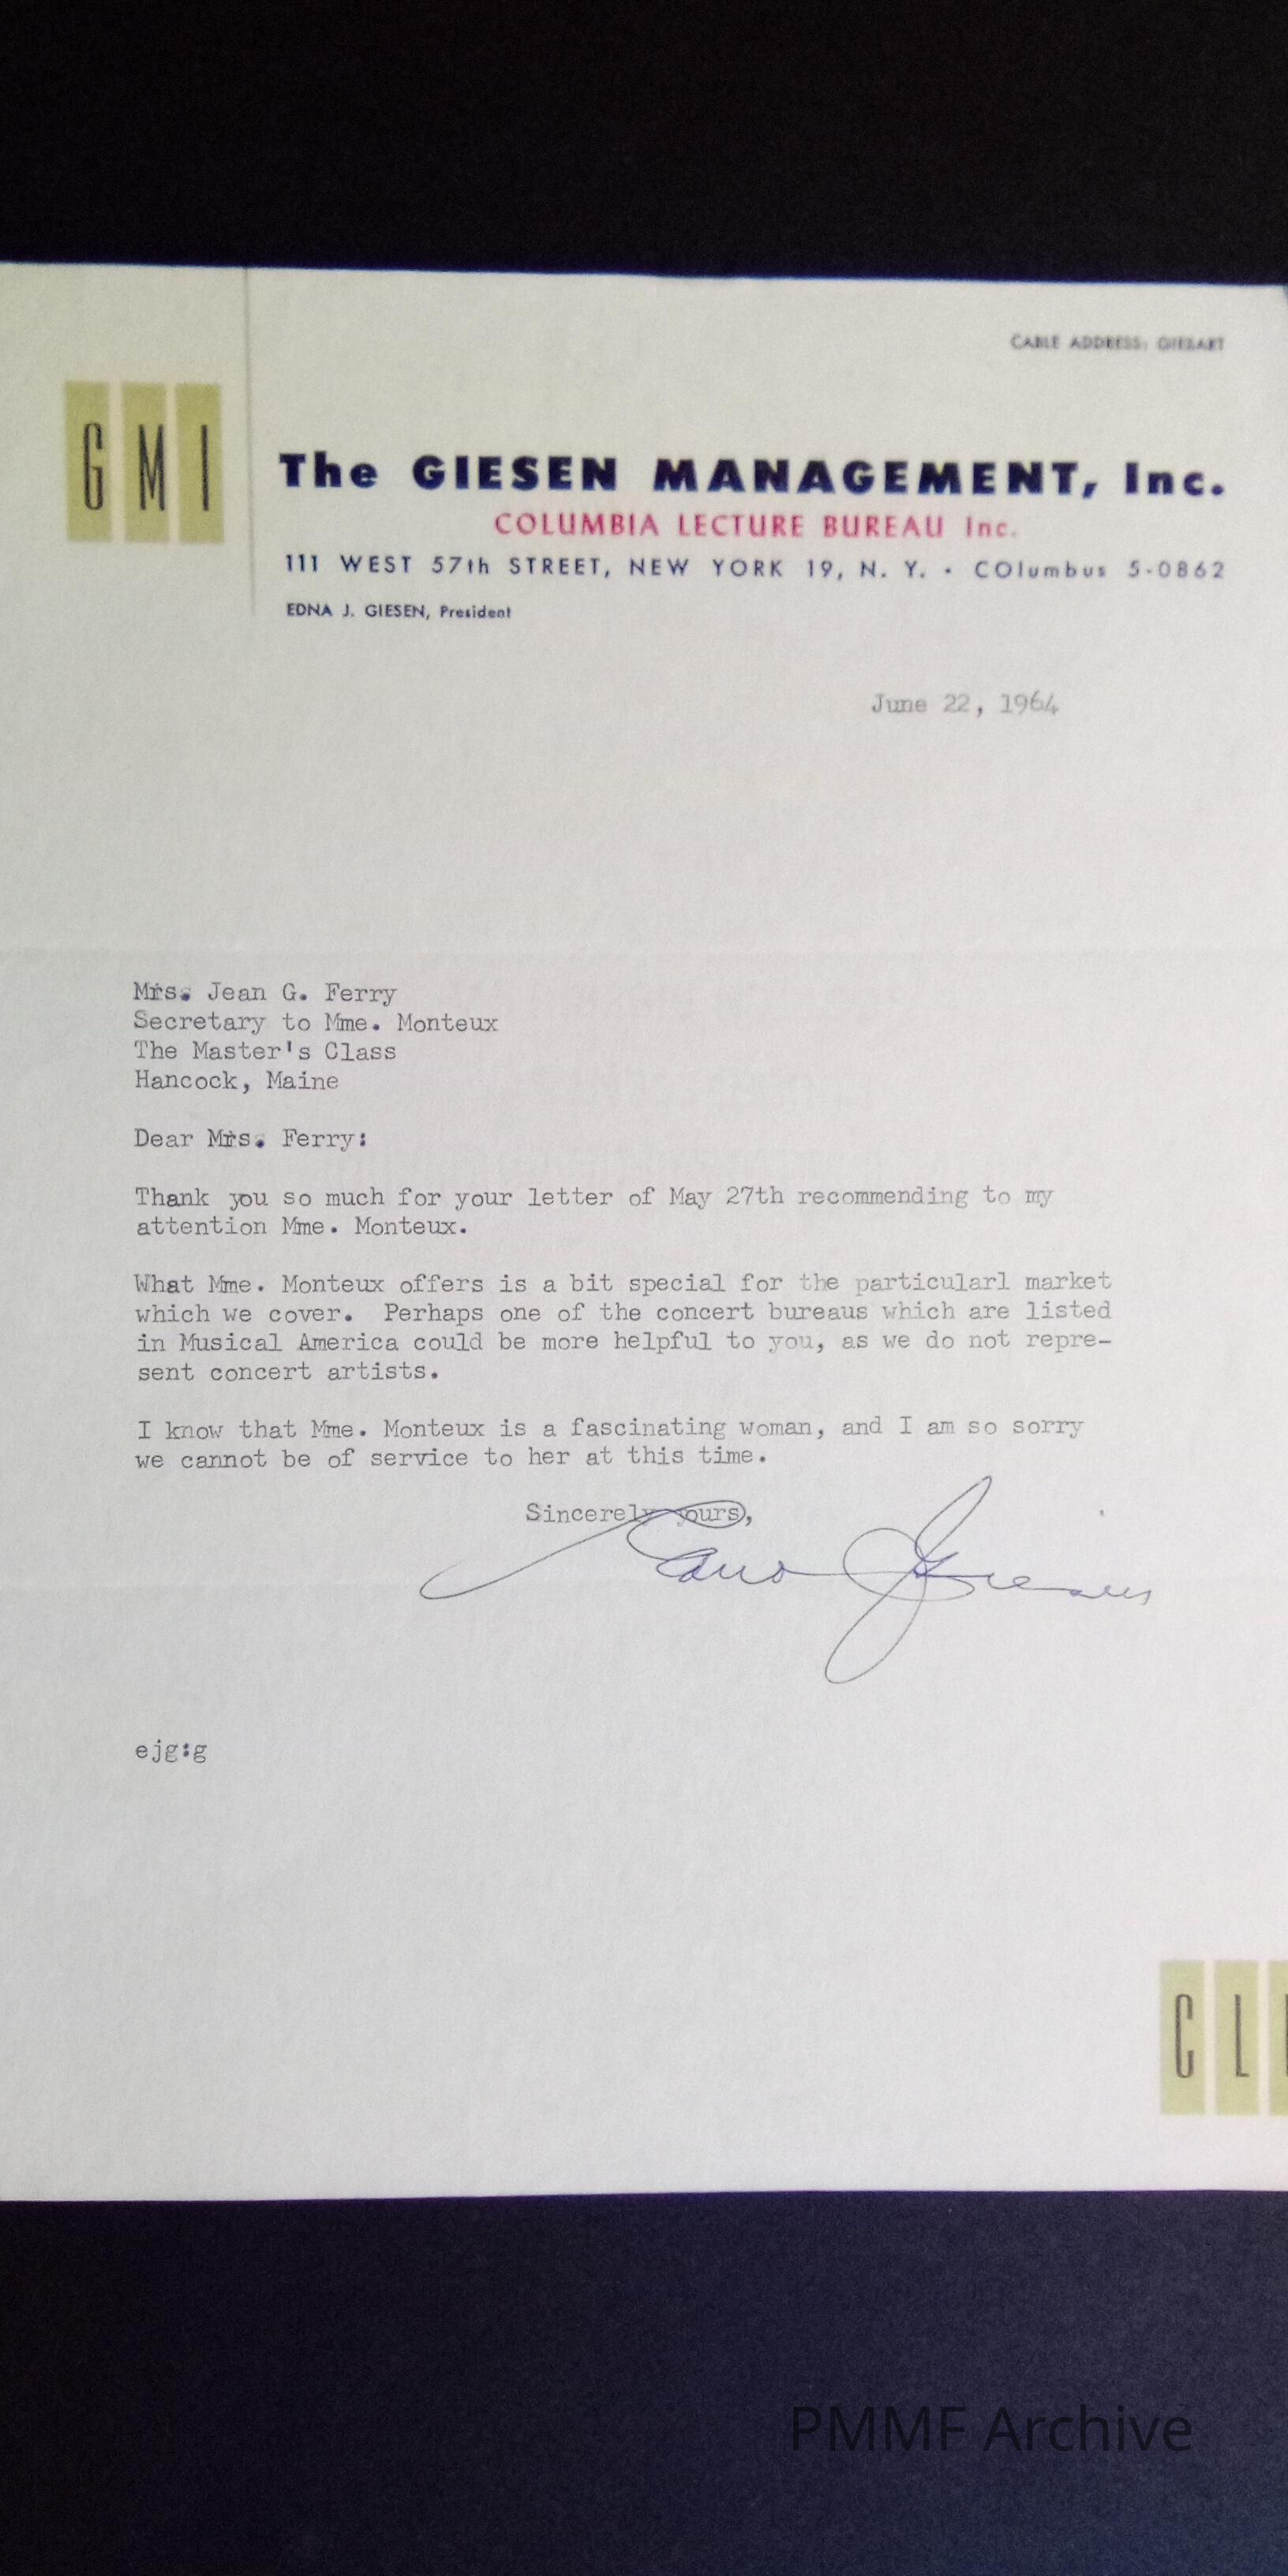 CABLE ADDRESS: GIESART
GMI
The GIESEN MANAGEMENT, Inc.
COLUMBIA LECTURE BUREAU Inc.
111 WEST 57th STREET, NEW YORK 19, N. Y. • COlumbus 5-0862
EDNA J. GIESEN, President
June 22, 1964
Mrs. Jean G. Ferry
Secretary to Mme. Monteux
The Master's Class
Hancock, Maine
Dear Mrs. Ferry:
Thank you so much for your letter of May 27th recommending to my
attention Mme. Monteux.
What Mme. Monteux offers is a bit special for the particularl market
which we cover. Perhaps one of the concert bureaus which are listed
in Musical America could be more helpful to you, as we do not repre-
sent concert artists.
I know that Mme. Monteux is a fascinating woman, and I am so sorry
we cannot be of service to her at this time.
Sincerely yours,
Edna J Giesen
ejg:g
CL
PMMF Archive